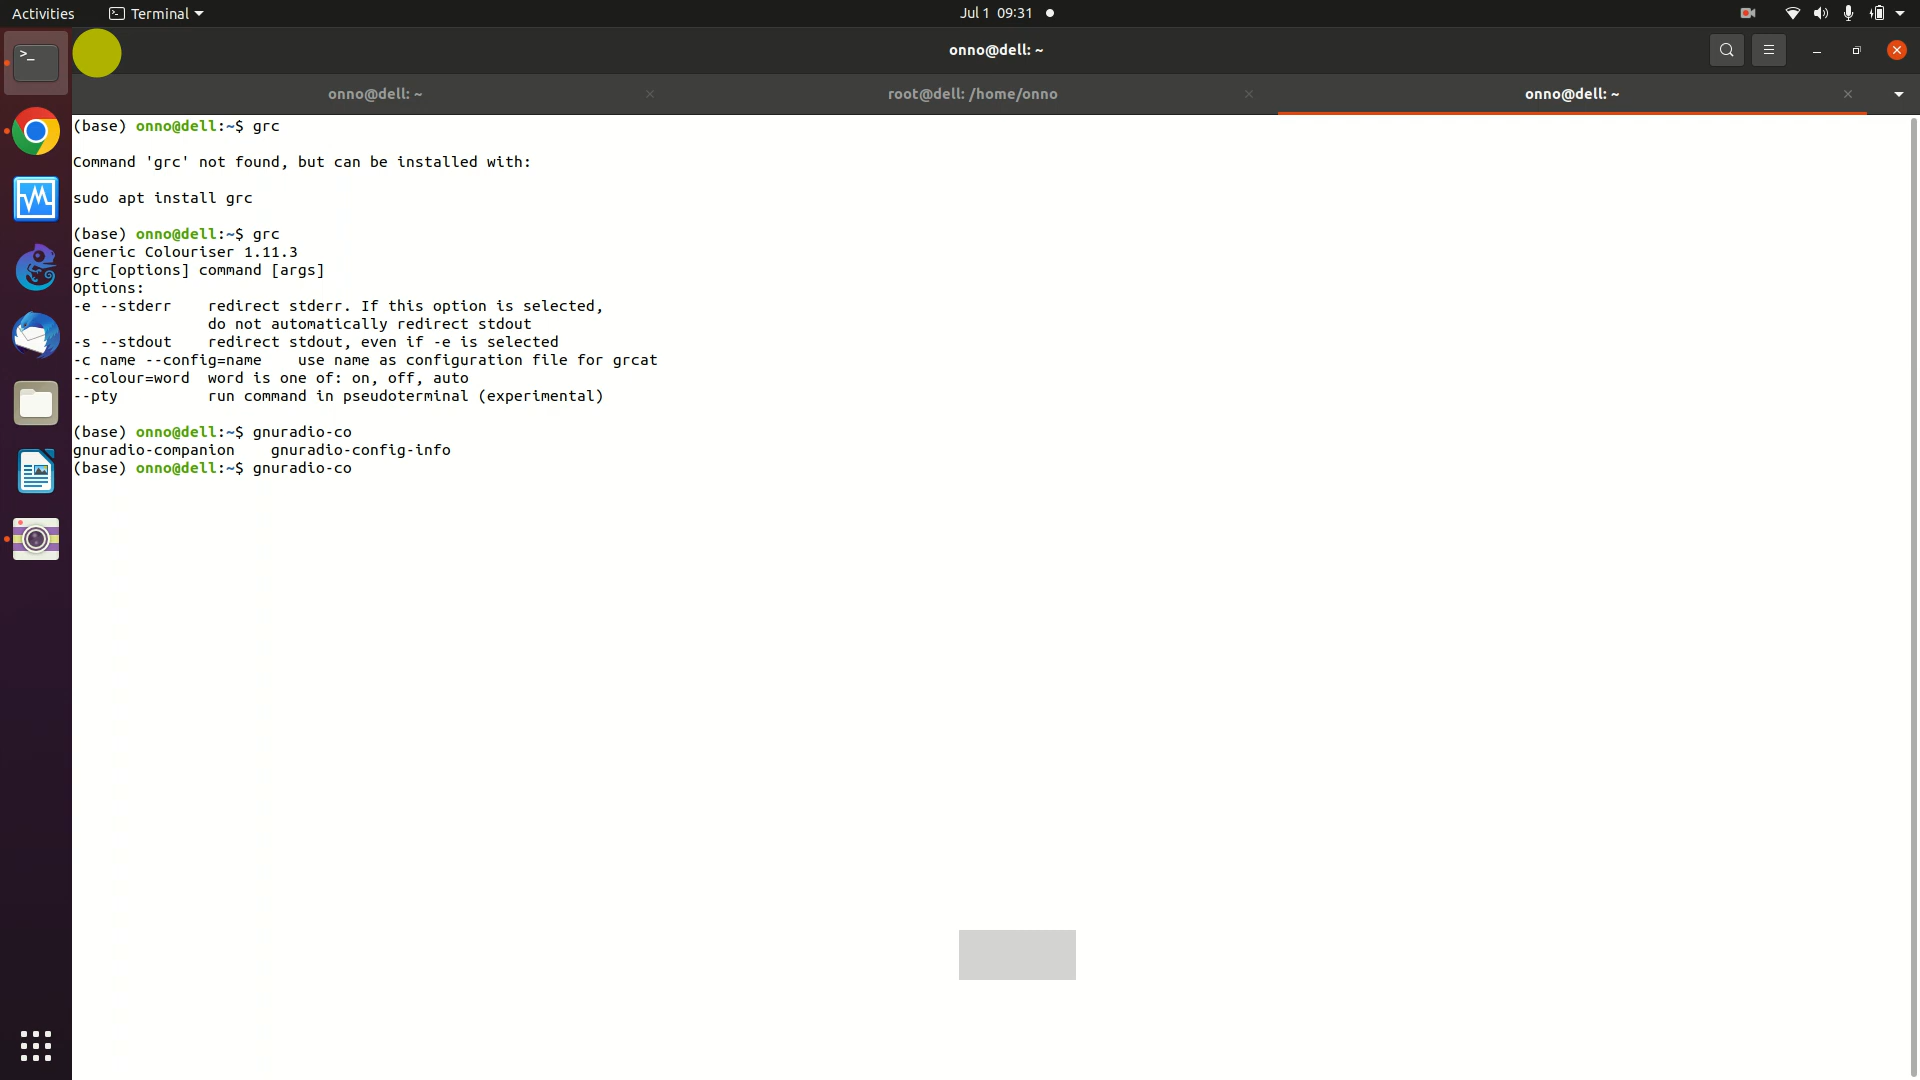 Activities Terminal Jul 1 09:31
onno@dell: ~
onno@dell: ~ root@dell: /home/onno onno@dell: ~
(base) onno@dell:~$ grc
Command 'grc' not found, but can be installed with:
sudo apt install grc
(base) onno@dell:~$ grc
Generic Colouriser 1.11.3
grc [options] command [args]
Options:
-e --stderr    redirect stderr. If this option is selected,
do not automatically redirect stdout
-s --stdout    redirect stdout, even if -e is selected
-c name --config=name    use name as configuration file for grcat
--colour=word  word is one of: on, off, auto
--pty          run command in pseudoterminal (experimental)
(base) onno@dell:~$ gnuradio-co
gnuradio-companion    gnuradio-config-info
(base) onno@dell:~$ gnuradio-co